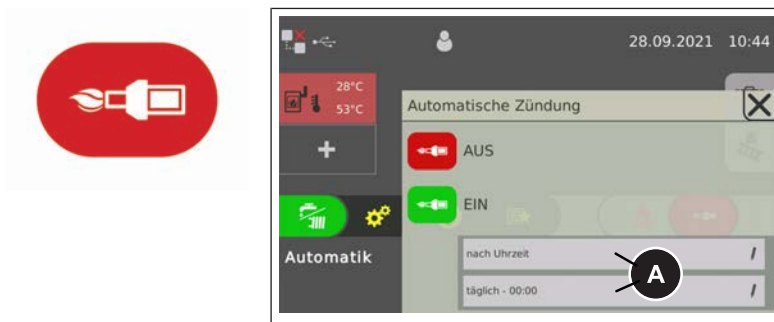 28.09.2021 10:44
28°C
53°C
Automatische Zündung
+
AUS
EIN
Automatik
nach Uhrzeit
täglich - 00:00
A